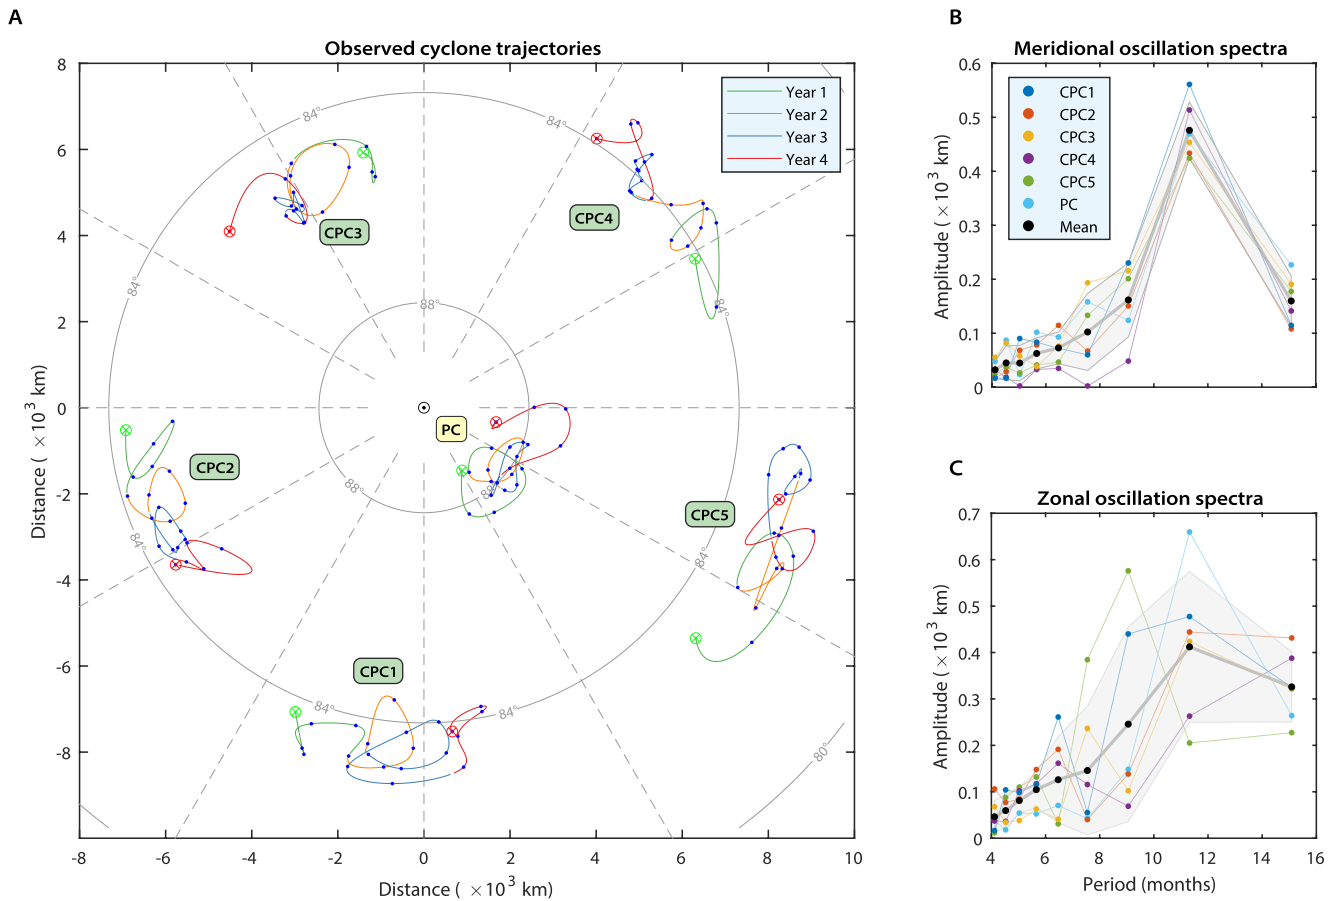 A
Observed cyclone trajectories
Year 1
Year 2
Year 3
Year 4
84°
84°
84°
84°
84°
84°
84°
84°
88°
88°
80°
CPC3
CPC4
PC
CPC2
CPC5
CPC1
8
6
4
2
0
-2
-4
-6
-8
Distance ( ×10³ km)
-8
-6
-4
-2
0
2
4
6
8
10
Distance ( ×10³ km)
B
Meridional oscillation spectra
CPC1
CPC2
CPC3
CPC4
CPC5
PC
Mean
0.6
0.5
0.4
0.3
0.2
0.1
0
Amplitude ( ×10³ km)
C
Zonal oscillation spectra
0.7
0.6
0.5
0.4
0.3
0.2
0.1
0
Amplitude ( ×10³ km)
4
6
8
10
12
14
16
Period (months)